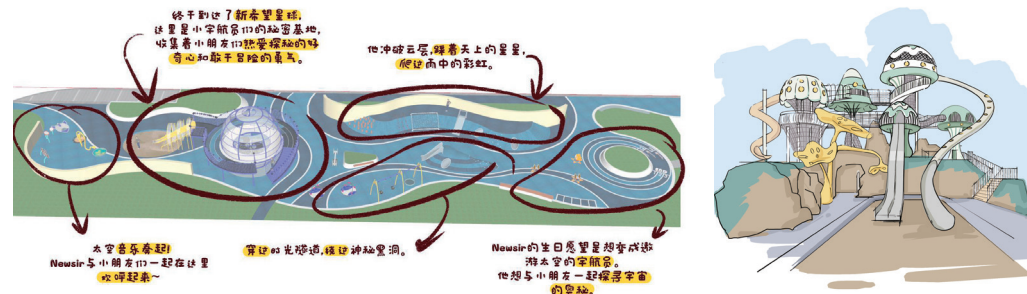 终于到达了新希望星球,
这里是小宇航员们的秘密基地,
收集着小朋友们热爱探秘的好
奇心和敢于冒险的勇气。
他冲破云层,踩着天上的星星,
爬过雨中的彩虹。
太空音乐奏起!
Newsir与小朋友们一起在这里
欢呼起来~
穿过时光隧道,绕过神秘黑洞。
Newsir的生日愿望是想变成遨
游太空的宇航员。
他想与小朋友一起探寻宇宙
的奥秘。